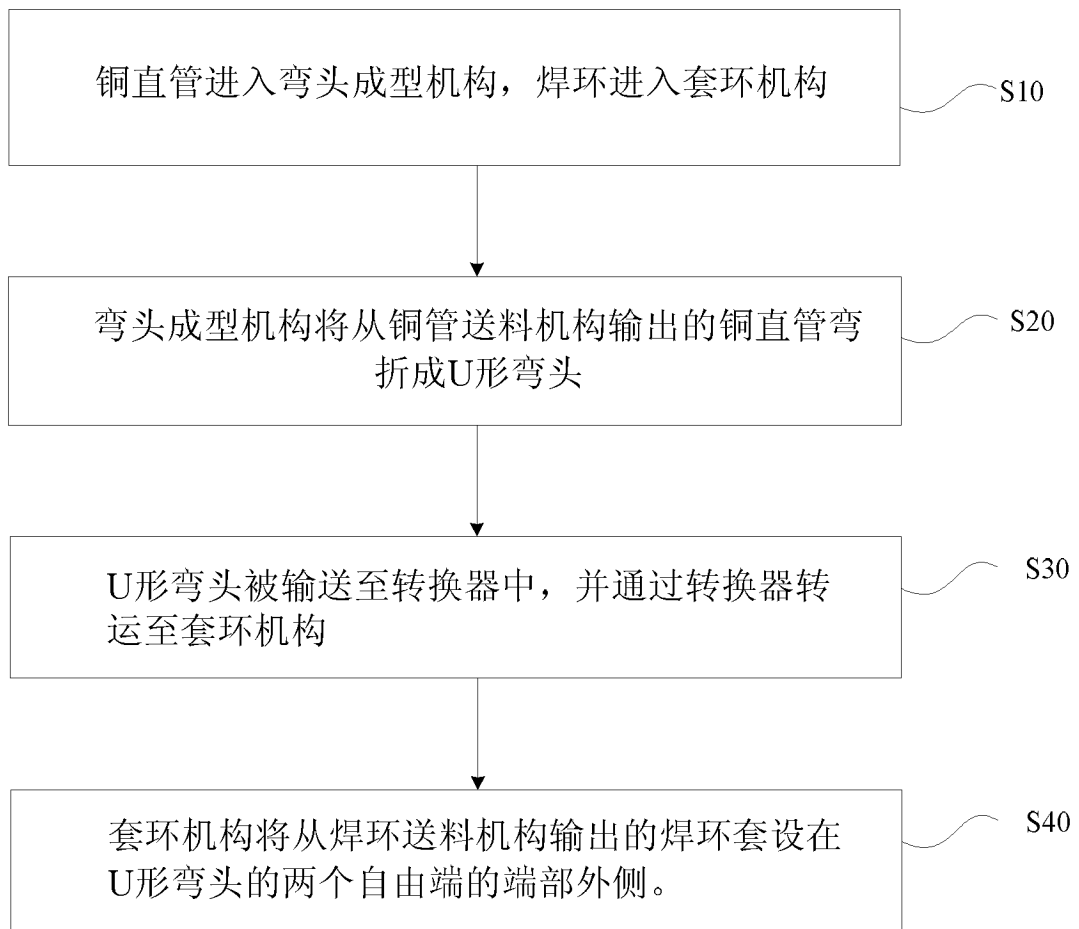 铜直管进入弯头成型机构，焊环进入套环机构
S10
弯头成型机构将从铜管送料机构输出的铜直管弯
折成U形弯头
S20
U形弯头被输送至转换器中，并通过转换器转
运至套环机构
S30
套环机构将从焊环送料机构输出的焊环套设在
U形弯头的两个自由端的端部外侧。
S40